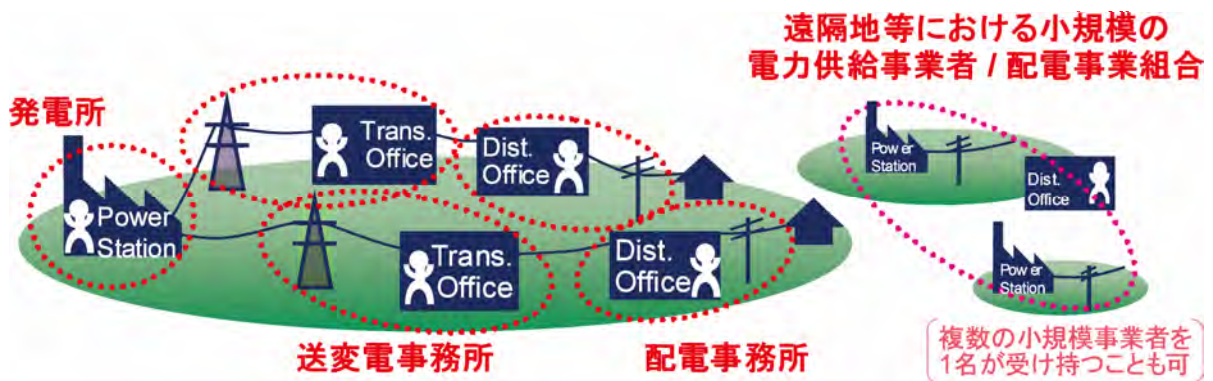 遠隔地等における小規模の
電力供給事業者 / 配電事業組合
発電所
Power
Station
Trans.
Office
Dist.
Office
Trans.
Office
Dist.
Office
送変電事務所
配電事務所
Power
Station
Dist.
Office
Power
Station
複数の小規模事業者を
1名が受け持つことも可